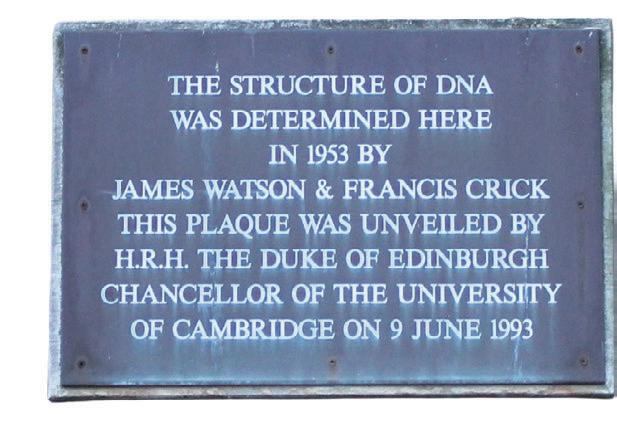 THE STRUCTURE OF DNA
WAS DETERMINED HERE
IN 1953 BY
JAMES WATSON & FRANCIS CRICK
THIS PLAQUE WAS UNVEILED BY
H.R.H. THE DUKE OF EDINBURGH
CHANCELLOR OF THE UNIVERSITY
OF CAMBRIDGE ON 9 JUNE 1993